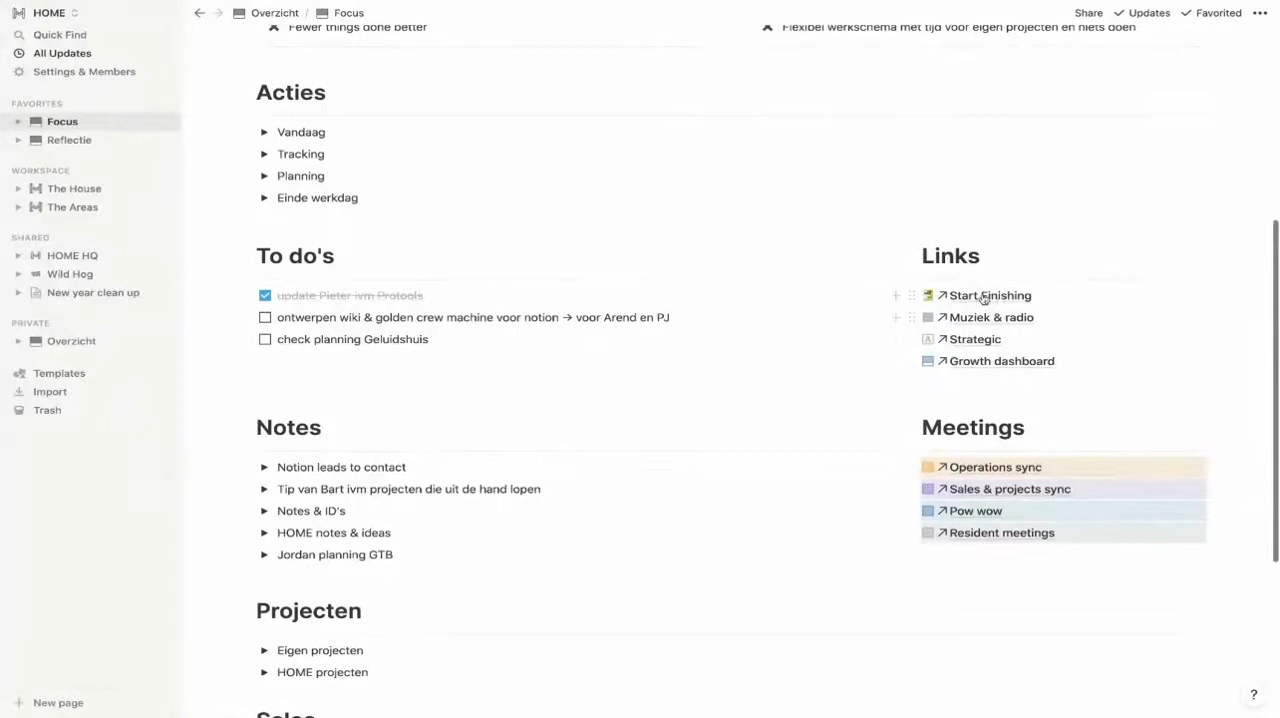 HOME
Overzicht / Focus
Share
Updates
Favorited
Quick Find
All Updates
Settings & Members
FAVORITES
Focus
Reflectie
WORKSPACE
The House
The Areas
SHARED
HOME HQ
Wild Hog
New year clean up
PRIVATE
Overzicht
Templates
Import
Trash
New page
Fewer things done better
Flexibel werkschema met tijd voor eigen projecten en niets doen
Acties
Vandaag
Tracking
Planning
Einde werkdag
To do's
update Pieter ivm Protools
ontwerpen wiki & golden crew machine voor notion → voor Arend en PJ
check planning Geluidshuis
Links
Start Finishing
Muziek & radio
Strategic
Growth dashboard
Notes
Notion leads to contact
Tip van Bart ivm projecten die uit de hand lopen
Notes & ID's
HOME notes & ideas
Jordan planning GTB
Meetings
Operations sync
Sales & projects sync
Pow wow
Resident meetings
Projecten
Eigen projecten
HOME projecten
Sales
?